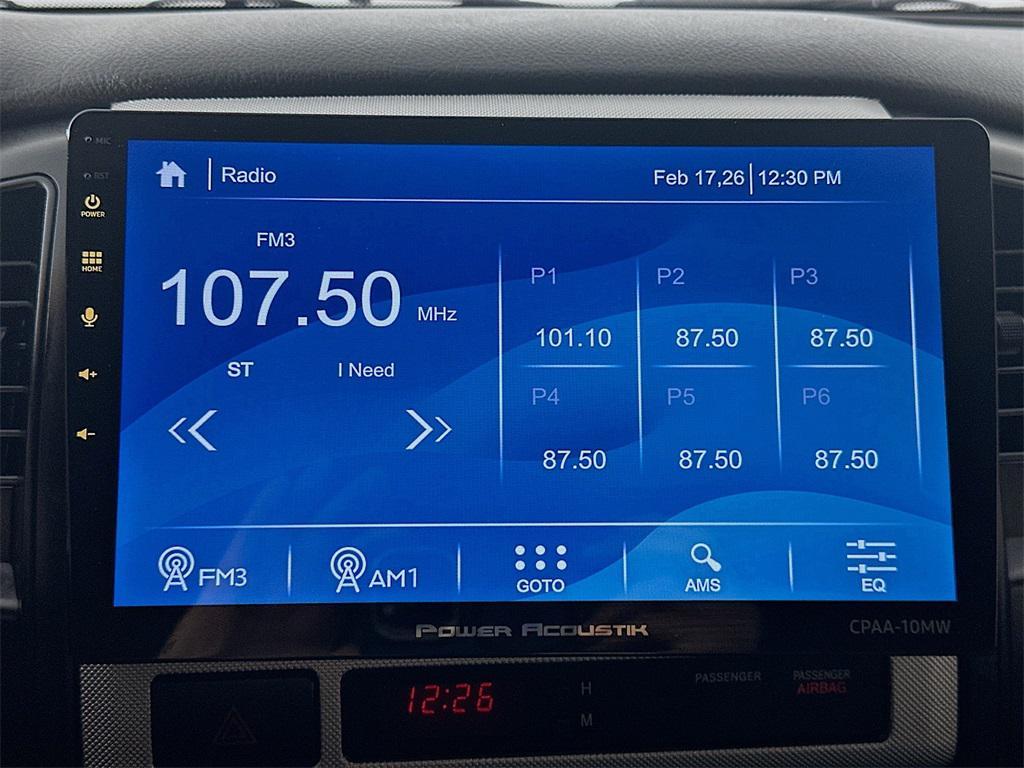 MIC
RST
POWER
HOME
Radio
Feb 17,26 12:30 PM
FM3
107.50 MHz
ST I Need
P1 P2 P3
101.10 87.50 87.50
P4 P5 P6
87.50 87.50 87.50
FM3 AM1 GOTO AMS EQ
POWER ACOUSTIK
CPAA-10MW
12:26
H
M
PASSENGER
PASSENGER
AIRBAG